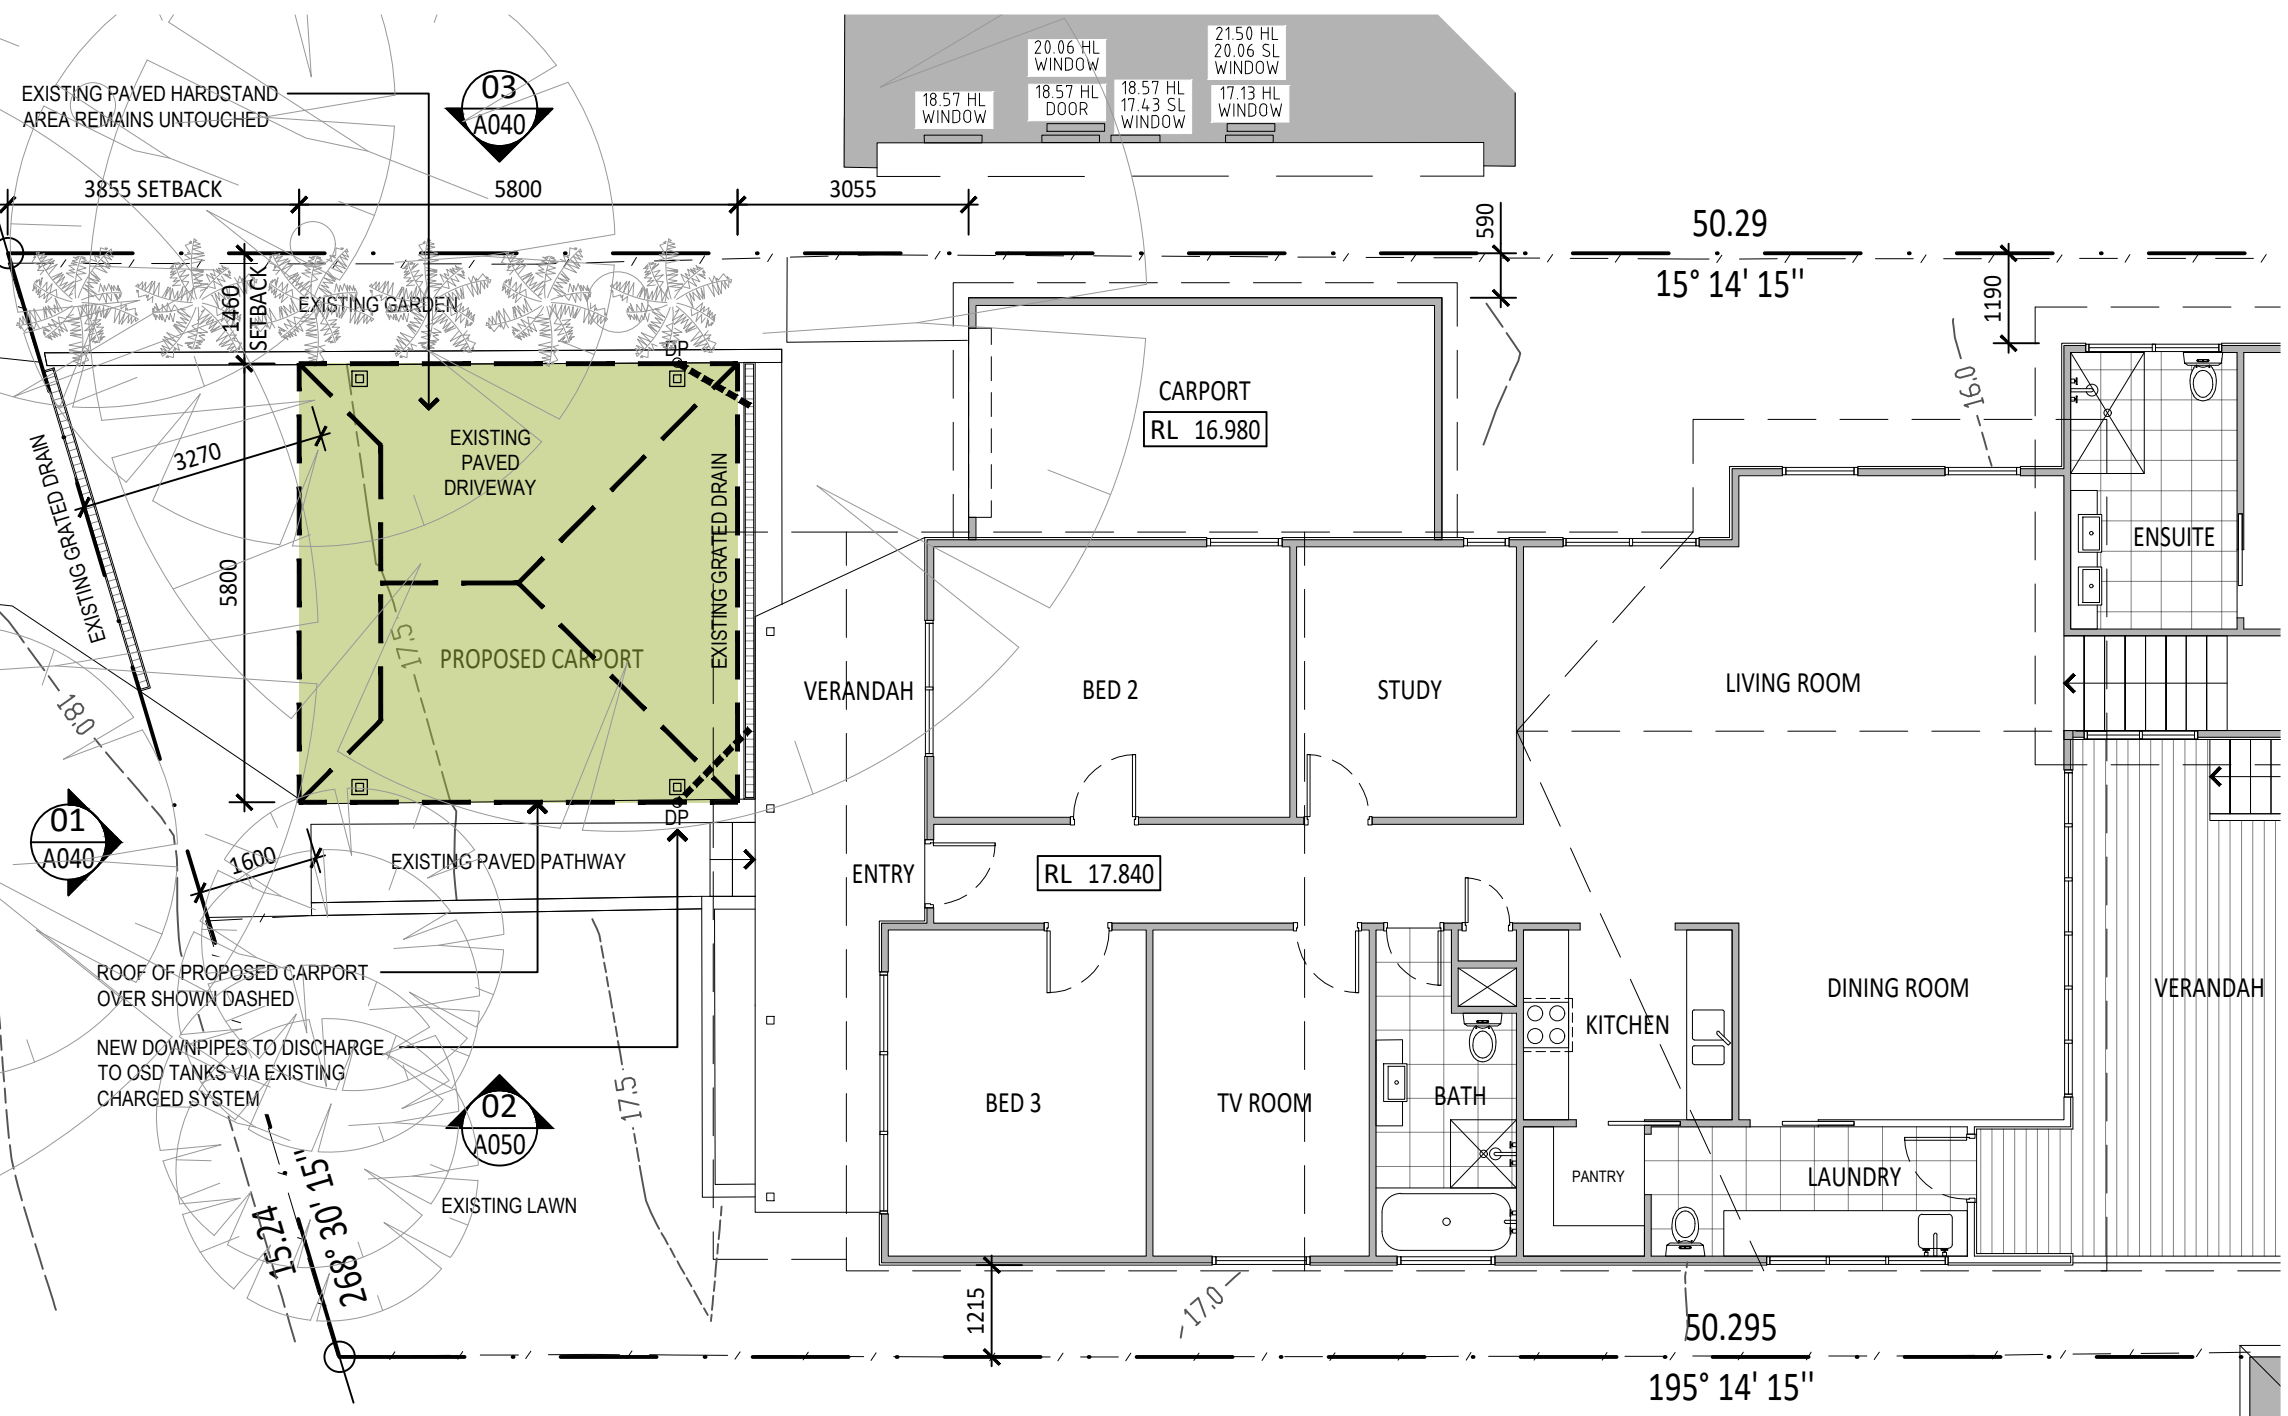 20.06 HL
WINDOW
21.50 HL
20.06 SL
WINDOW
18.57 HL
WINDOW
18.57 HL
DOOR
18.57 HL
17.43 SL
WINDOW
17.13 HL
WINDOW
EXISTING PAVED HARDSTAND
AREA REMAINS UNTOUCHED
03
A040
3855 SETBACK
5800
3055
590
50.29
15° 14' 15''
1190
1460
SETBACK
EXISTING GARDEN
DP
16.0
CARPORT
RL 16.980
EXISTING
PAVED
DRIVEWAY
3270
EXISTING GRATED DRAIN
EXISTING GRATED DRAIN
5800
17.5
PROPOSED CARPORT
ENSUITE
18.0
VERANDAH
BED 2
STUDY
LIVING ROOM
DP
01
A040
1600
EXISTING PAVED PATHWAY
ENTRY
RL 17.840
ROOF OF PROPOSED CARPORT
OVER SHOWN DASHED
NEW DOWNPIPES TO DISCHARGE
TO OSD TANKS VIA EXISTING
CHARGED SYSTEM
02
A050
17.5
EXISTING LAWN
BED 3
TV ROOM
BATH
KITCHEN
DINING ROOM
VERANDAH
PANTRY
LAUNDRY
15.24
268° 30' 15''
1215
17.0
50.295
195° 14' 15''